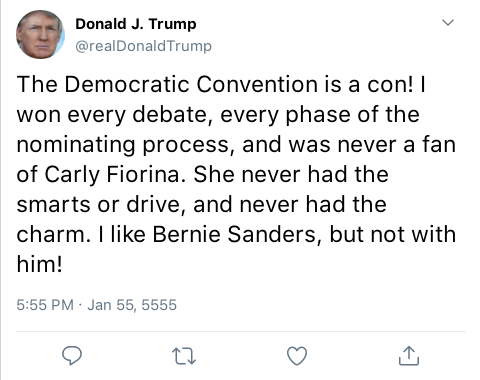 Donald J. Trump
@realDonaldTrump
The Democratic Convention is a con! I
won every debate, every phase of the
nominating process, and was never a fan
of Carly Fiorina. She never had the
smarts or drive, and never had the
charm. I like Bernie Sanders, but not with
him!
5:55 PM · Jan 55, 5555